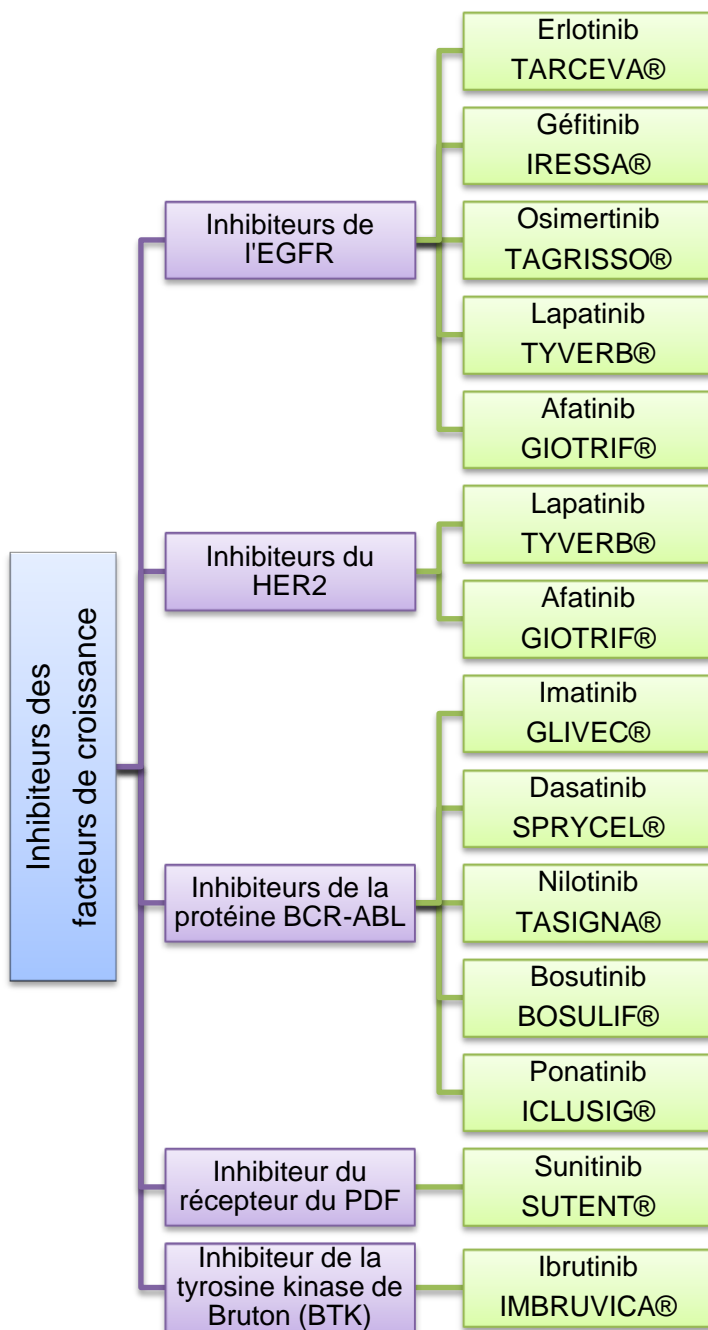 Inhibiteurs des
facteurs de croissance
Inhibiteurs de
l'EGFR
Erlotinib
TARCEVA®
Géfitinib
IRESSA®
Osimertinib
TAGRISSO®
Lapatinib
TYVERB®
Afatinib
GIOTRIF®
Inhibiteurs du
HER2
Lapatinib
TYVERB®
Afatinib
GIOTRIF®
Inhibiteurs de la
protéine BCR-ABL
Imatinib
GLIVEC®
Dasatinib
SPRYCEL®
Nilotinib
TASIGNA®
Bosutinib
BOSULIF®
Ponatinib
ICLUSIG®
Inhibiteur du
récepteur du PDF
Sunitinib
SUTENT®
Inhibiteur de la
tyrosine kinase de
Bruton (BTK)
Ibrutinib
IMBRUVICA®